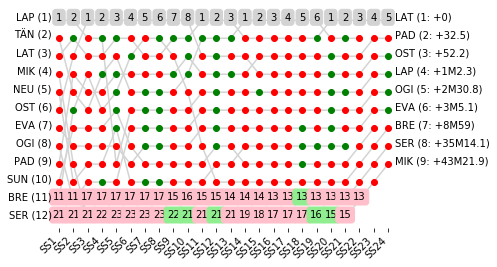 LAP (1) 1 2 1 2 3 4 5 6 7 8 1 2 3 1 2 3 4 5 6 1 2 3 4 5 LAT (1: +0)
TÄN (2) PAD (2: +32.5)
LAT (3) OST (3: +52.2)
MIK (4) LAP (4: +1M2.3)
NEU (5) OGI (5: +2M30.8)
OST (6) EVA (6: +3M5.1)
EVA (7) BRE (7: +8M59)
OGI (8) SER (8: +35M14.1)
PAD (9) MIK (9: +43M21.9)
SUN (10)
BRE (11) 11 11 17 17 17 17 17 17 15 16 15 15 14 14 14 13 13 13 13 13 13 13
SER (12) 21 21 21 22 23 23 23 23 22 21 21 21 21 19 18 17 17 17 16 15 15
SS1 SS2 SS3 SS4 SS5 SS6 SS7 SS8 SS9 SS10 SS11 SS12 SS13 SS14 SS15 SS16 SS17 SS18 SS19 SS20 SS21 SS22 SS23 SS24